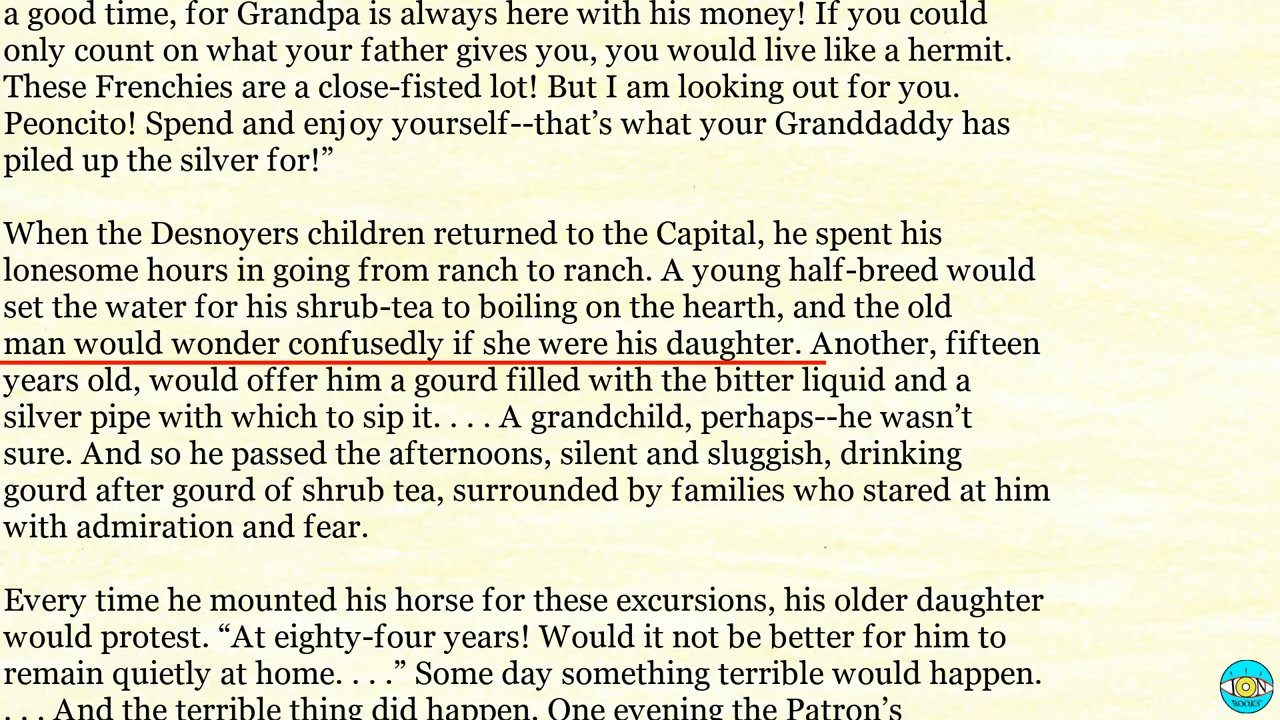 a good time, for Grandpa is always here with his money! If you could
only count on what your father gives you, you would live like a hermit.
These Frenchies are a close-fisted lot! But I am looking out for you.
Peoncito! Spend and enjoy yourself--that’s what your Granddaddy has
piled up the silver for!”
When the Desnoyers children returned to the Capital, he spent his
lonesome hours in going from ranch to ranch. A young half-breed would
set the water for his shrub-tea to boiling on the hearth, and the old
man would wonder confusedly if she were his daughter. Another, fifteen
years old, would offer him a gourd filled with the bitter liquid and a
silver pipe with which to sip it. . . . A grandchild, perhaps--he wasn’t
sure. And so he passed the afternoons, silent and sluggish, drinking
gourd after gourd of shrub tea, surrounded by families who stared at him
with admiration and fear.
Every time he mounted his horse for these excursions, his older daughter
would protest. “At eighty-four years! Would it not be better for him to
remain quietly at home. . . .” Some day something terrible would happen.
. . . And the terrible thing did happen. One evening the Patron’s
ION
BOOKS